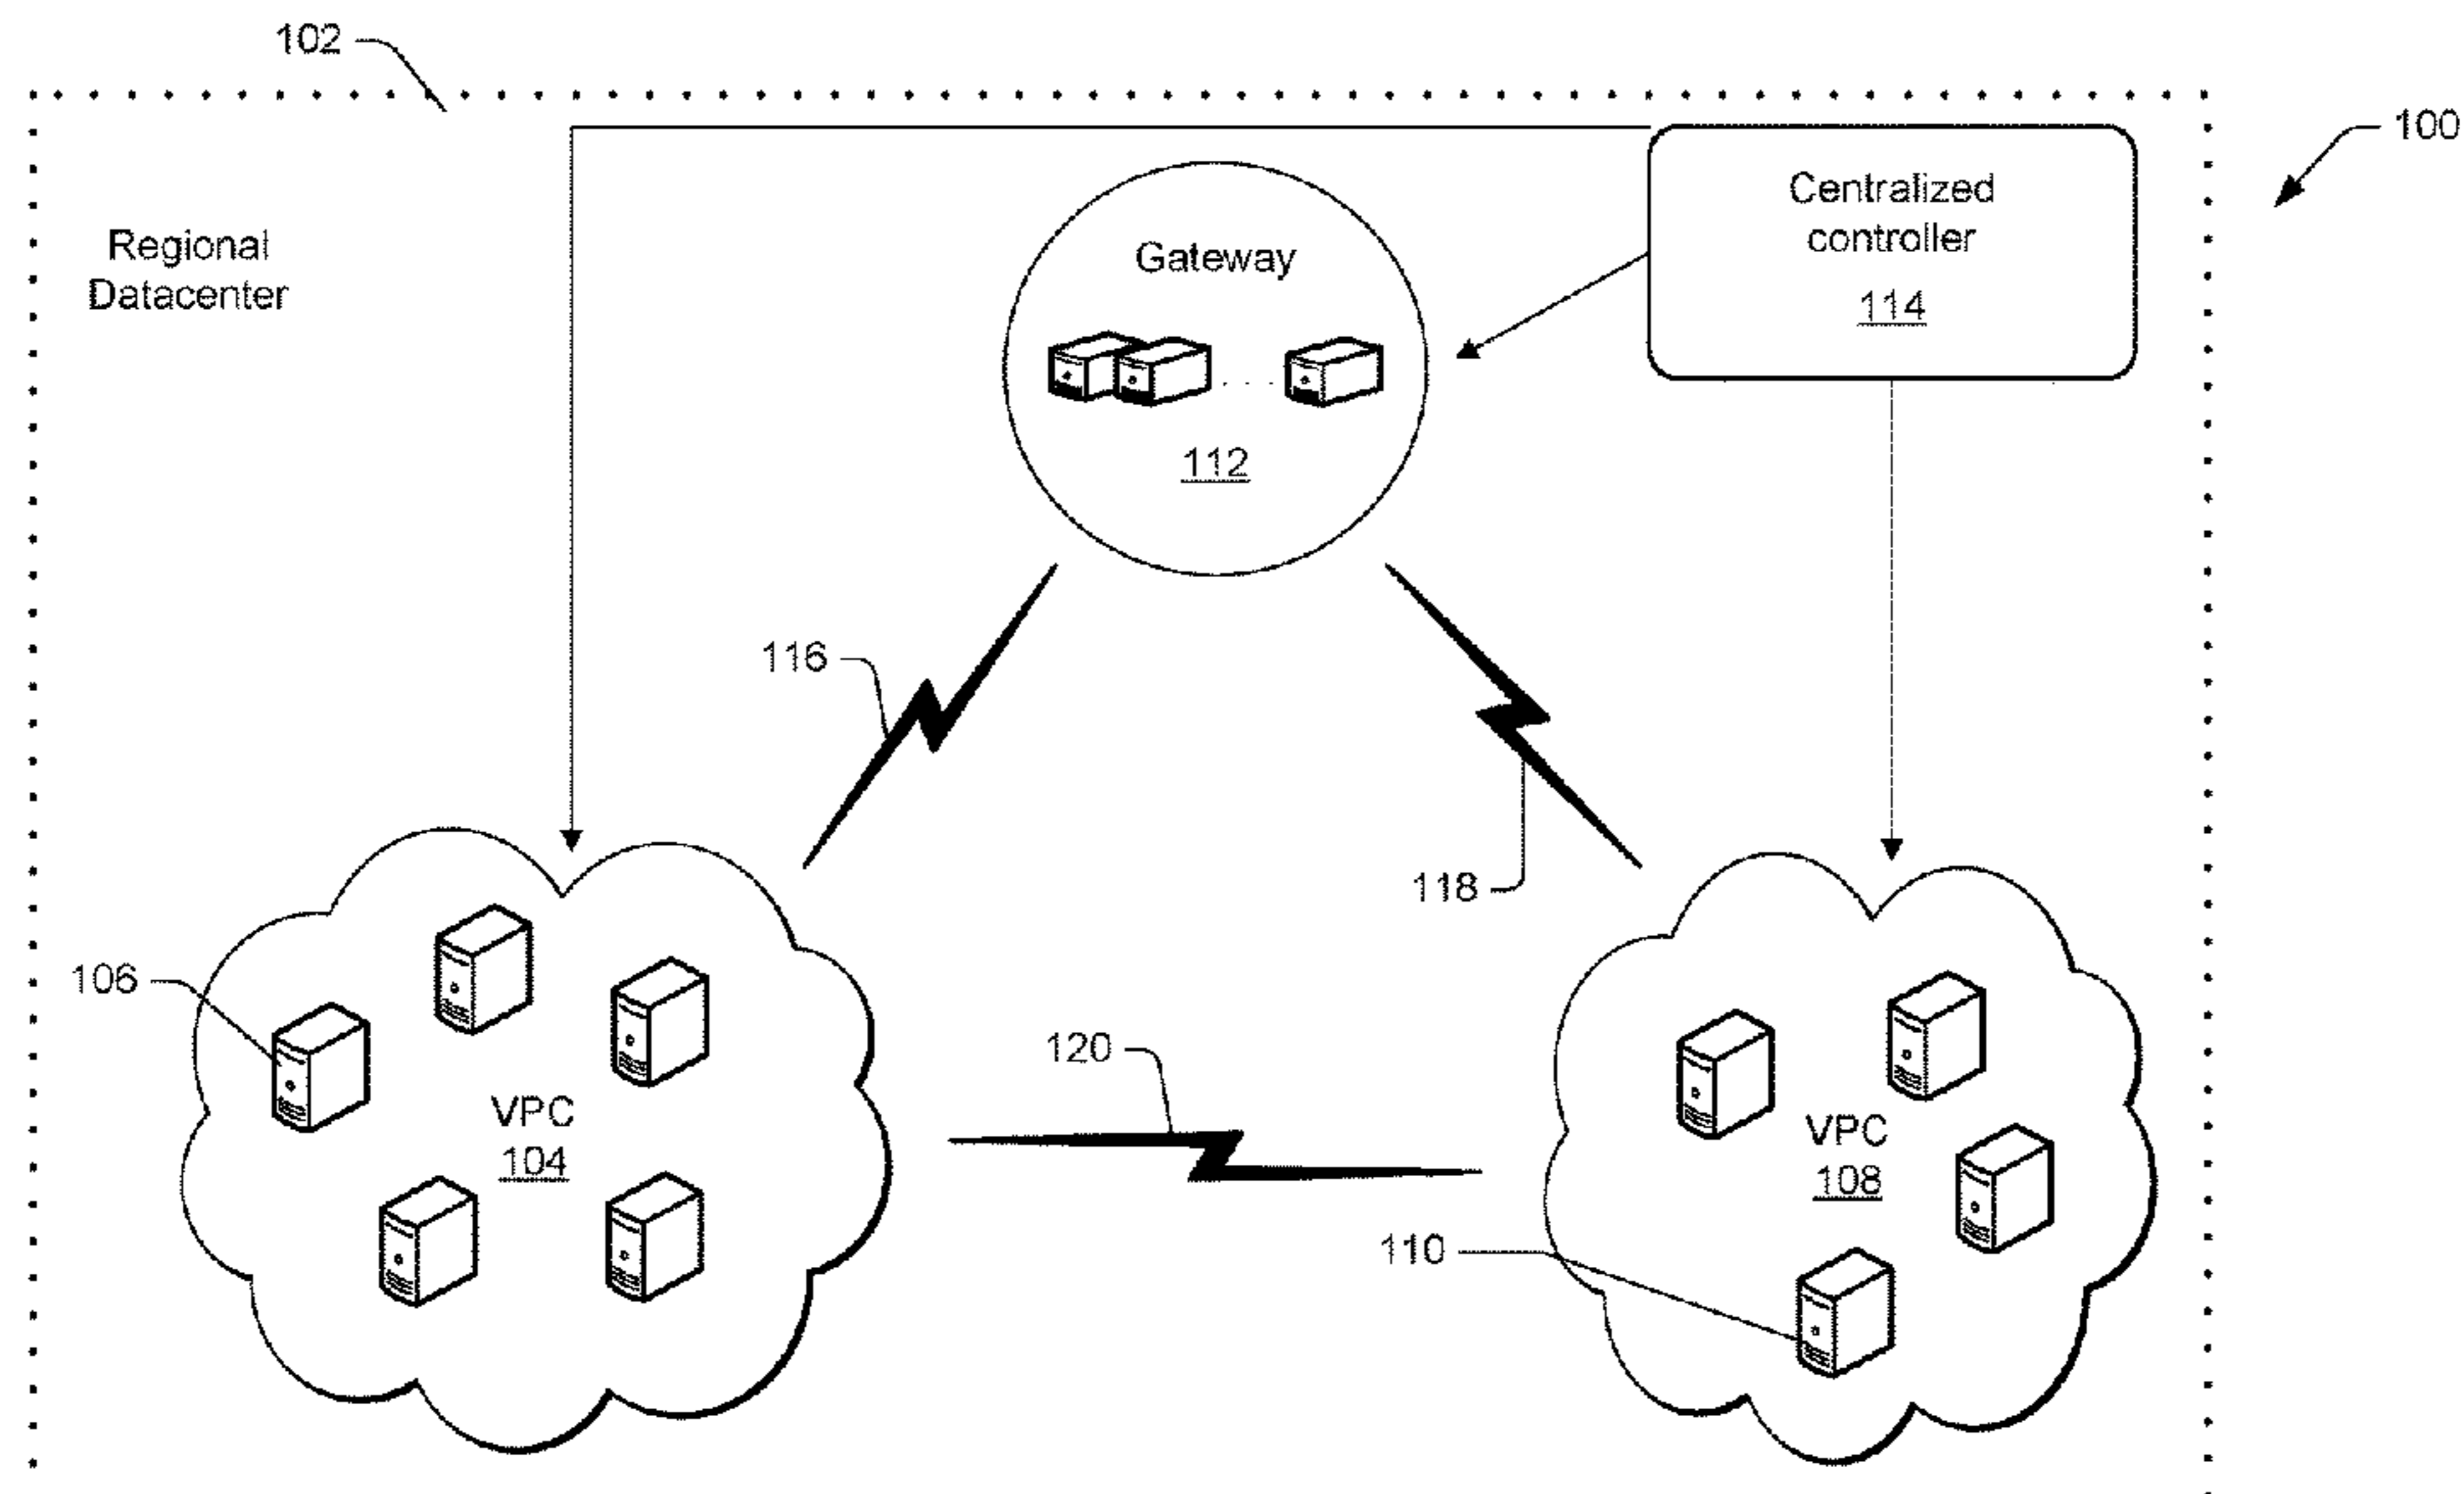 102
100
Regional
Datacenter
Gateway
112
Centralized
controller
114
116
118
106
VPC
104
120
VPC
108
110